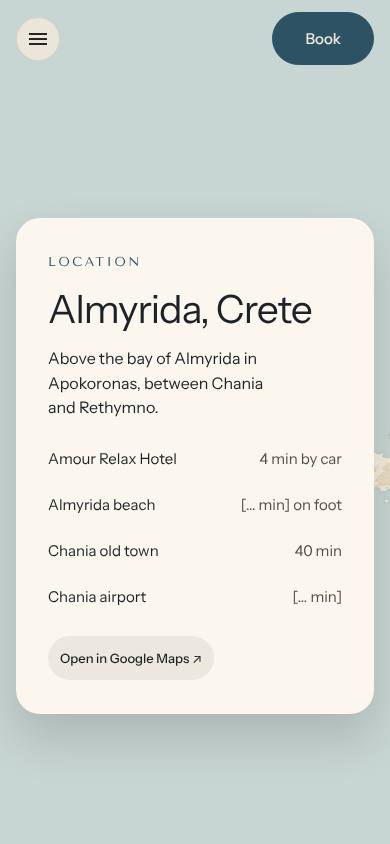 Book
LOCATION
Almyrida, Crete
Above the bay of Almyrida in
Apokoronas, between Chania
and Rethymno.
Amour Relax Hotel 4 min by car
Almyrida beach [... min] on foot
Chania old town 40 min
Chania airport [... min]
Open in Google Maps ↗